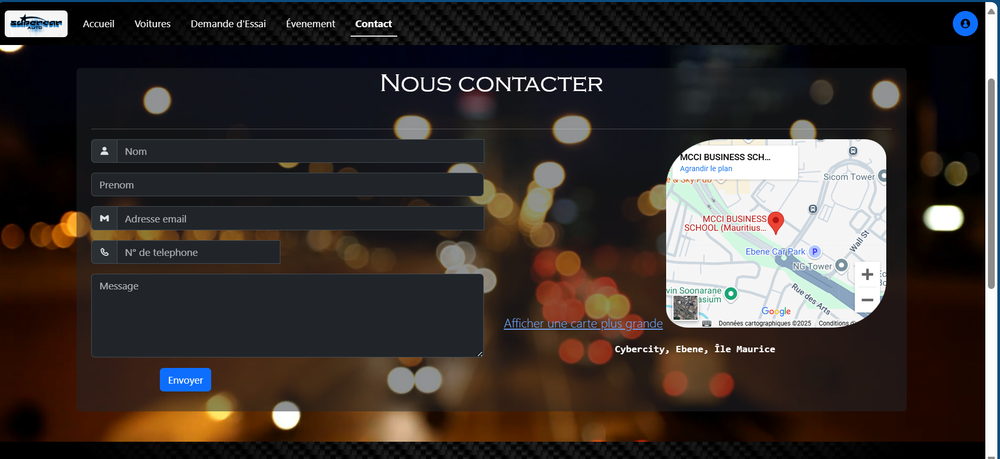 supercar
AUTO
Accueil
Voitures
Demande d'Essai
Évenement
Contact
Nous contacter
Nom
Prenom
Adresse email
N° de telephone
Message
Envoyer
MCCI BUSINESS SCH...
Agrandir le plan
e & Sky Pub
Sicom Tower
MCCI BUSINESS
SCHOOL (Mauritius...
Ebene Car Park
P
Wall St
NG Tower
vin Soonarane
asium
Rue des Arts
Google
Données cartographiques ©2025
Conditions d'
Afficher une carte plus grande
Cybercity, Ebene, Île Maurice